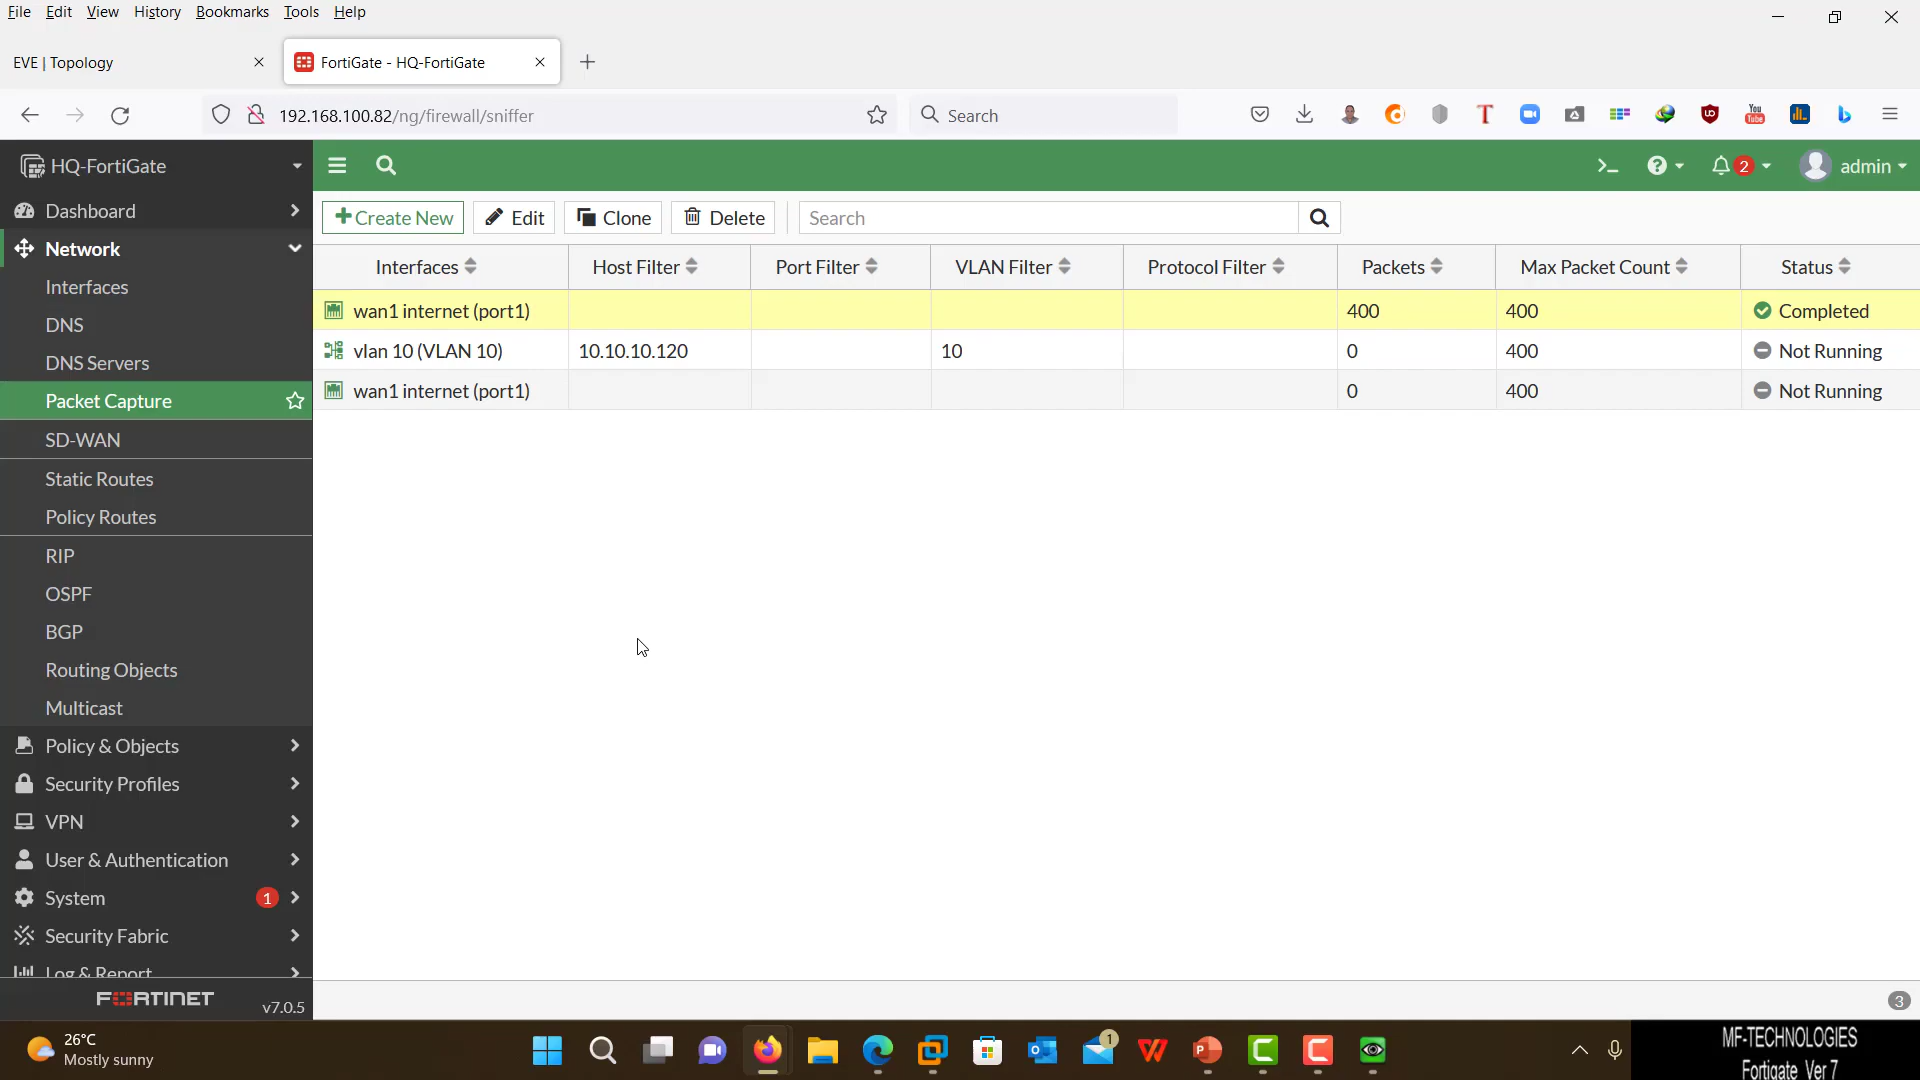 File Edit View History Bookmarks Tools Help
EVE | Topology
FortiGate - HQ-FortiGate
192.168.100.82/ng/firewall/sniffer
Search
HQ-FortiGate
2
admin
Dashboard
Network
Interfaces
DNS
DNS Servers
Packet Capture
SD-WAN
Static Routes
Policy Routes
RIP
OSPF
BGP
Routing Objects
Multicast
Policy & Objects
Security Profiles
VPN
User & Authentication
System 1
Security Fabric
Log & Report
FORTINET v7.0.5
Create New Edit Clone Delete Search
Interfaces Host Filter Port Filter VLAN Filter Protocol Filter Packets Max Packet Count Status
wan1 internet (port1) 400 400 Completed
vlan 10 (VLAN 10) 10.10.10.120 10 0 400 Not Running
wan1 internet (port1) 0 400 Not Running
3
26°C
Mostly sunny
1
MF-TECHNOLOGIES
Fortigate Ver 7